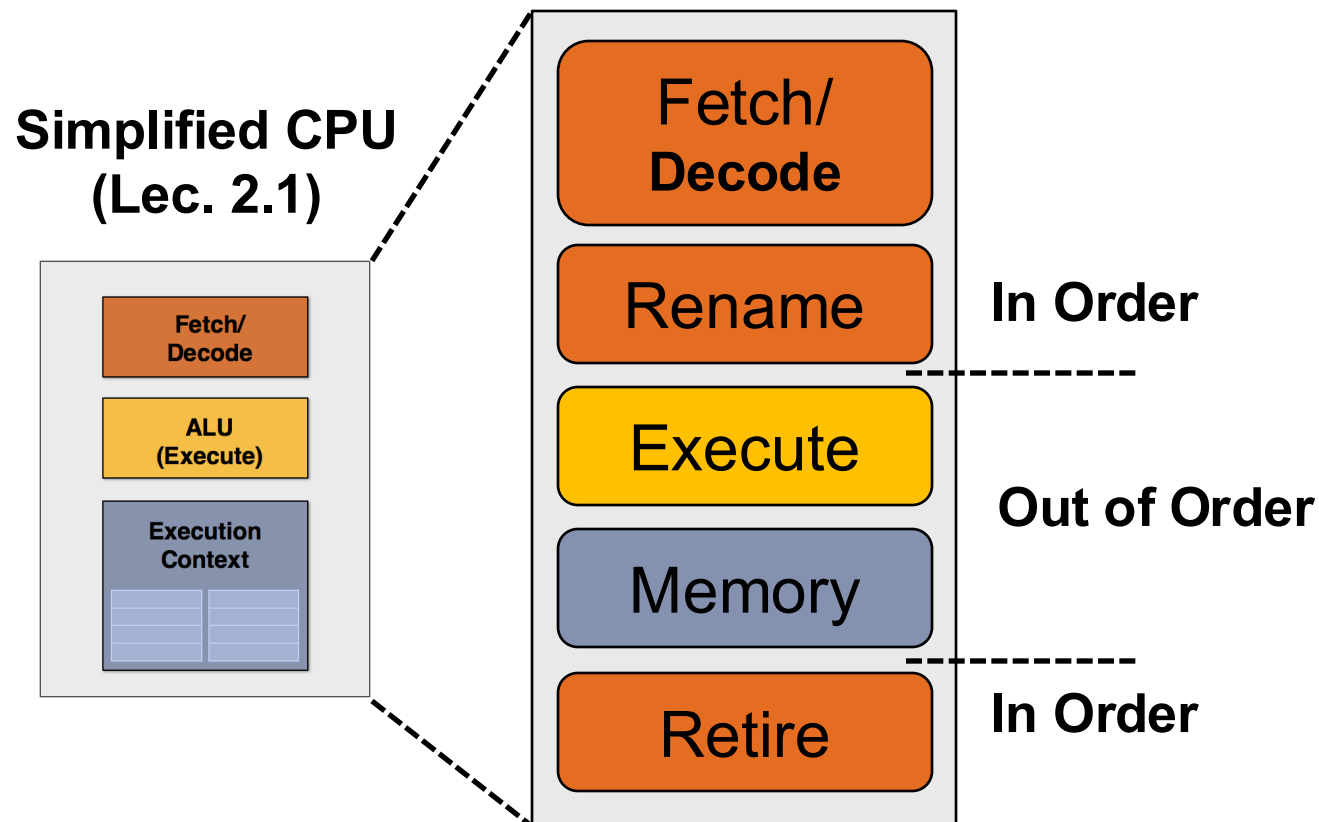 Simplified CPU
(Lec. 2.1)
Fetch/
Decode
ALU
(Execute)
Execution
Context
Fetch/
Decode
Rename
Execute
Memory
Retire
In Order
Out of Order
In Order